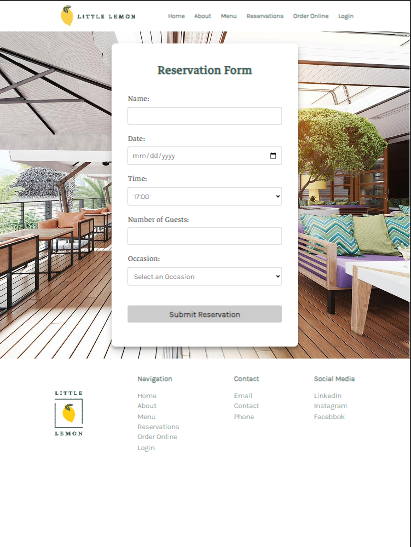 LITTLE LEMON
Home About Menu Reservations Order Online Login
Reservation Form
Name:
Date:
mm/dd/yyyy
Time:
17:00
Number of Guests:
Occasion:
Select an Occasion
Submit Reservation
LITTLE
LEMON
Navigation
Home
About
Menu
Reservations
Order Online
Login
Contact
Email
Contact
Phone
Social Media
LinkedIn
Instagram
Facebbok